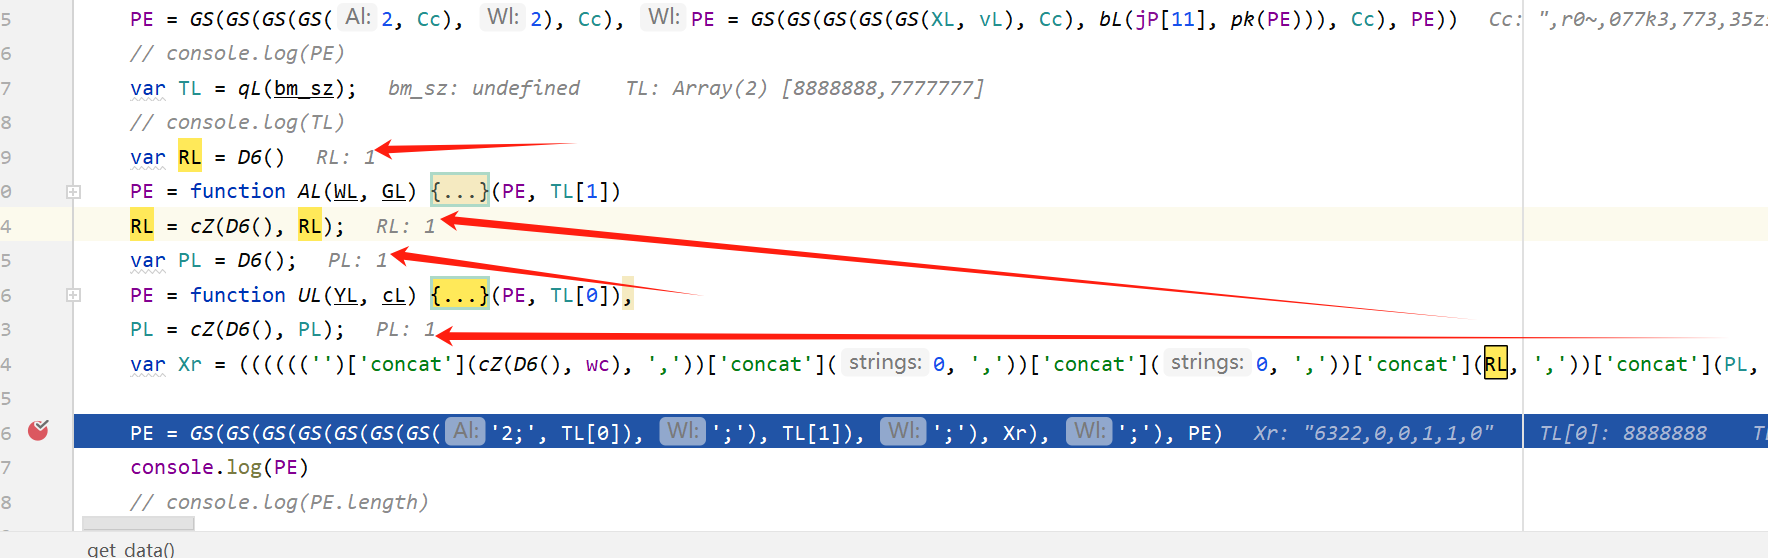 5 PE = GS(GS(GS(GS( Al: 2, Cc), Wl: 2), Cc), Wl: PE = GS(GS(GS(GS(GS(XL, vL), Cc), bL(jP[11], pk(PE))), Cc), PE)) Cc: ",r0~,077k3,773,35z
6 // console.log(PE)
7 var TL = qL(bm_sz); bm_sz: undefined TL: Array(2) [8888888,7777777]
8 // console.log(TL)
9 var RL = D6() RL: 1
0 PE = function AL(WL, GL) {...}(PE, TL[1])
4 RL = cZ(D6(), RL); RL: 1
5 var PL = D6(); PL: 1
6 PE = function UL(YL, cL) {...}(PE, TL[0]),
3 PL = cZ(D6(), PL); PL: 1
4 var Xr = (((((('')['concat'](cZ(D6(), wc), ','))['concat']( strings: 0, ','))['concat']( strings: 0, ','))['concat'](RL, ','))['concat'](PL,
5
6 PE = GS(GS(GS(GS(GS(GS(GS( Al: '2;', TL[0]), Wl: ';'), TL[1]), Wl: ';'), Xr), Wl: ';'), PE) Xr: "6322,0,0,1,1,0" TL[0]: 8888888
7 console.log(PE)
8 // console.log(PE.length)
get_data()